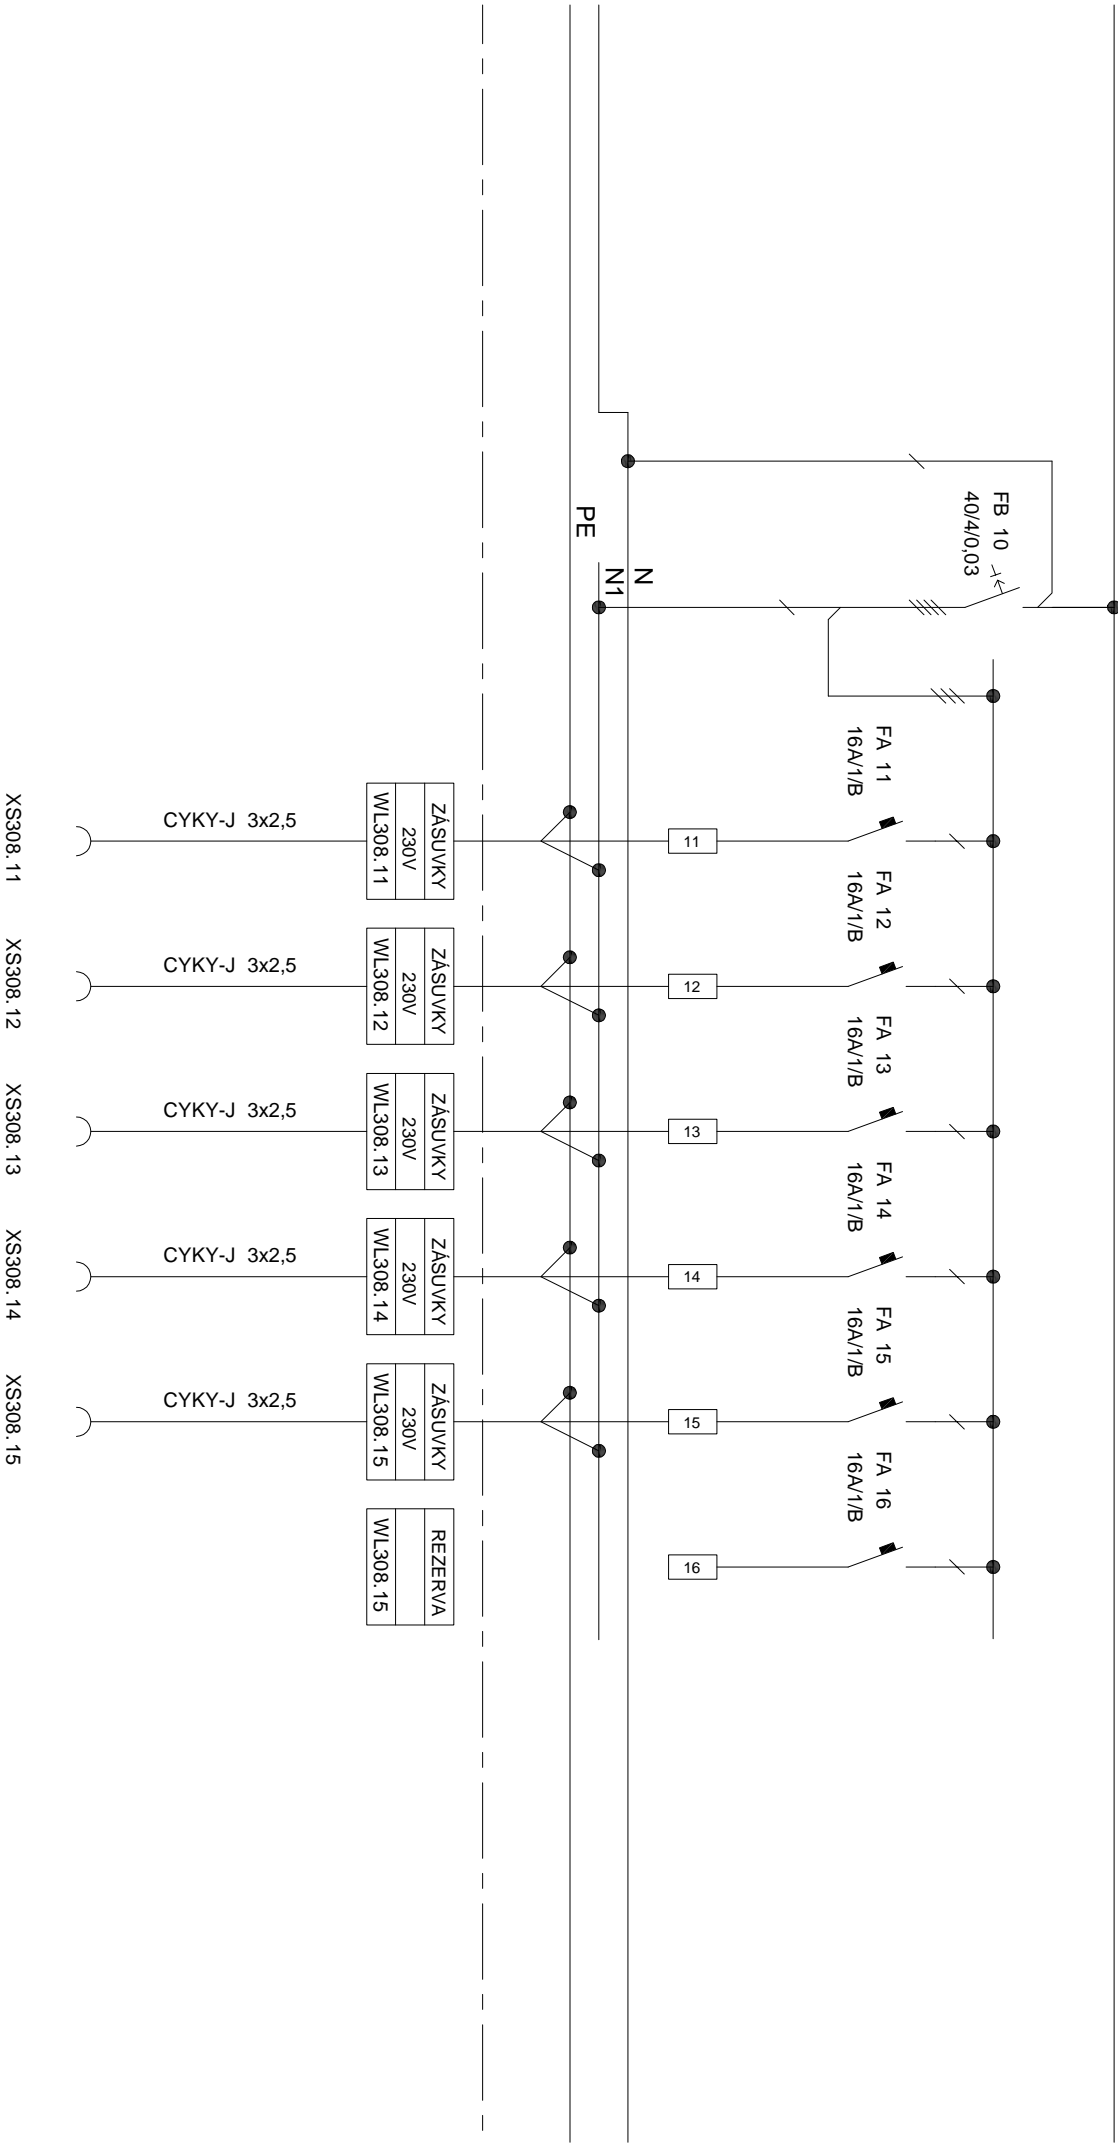 FB 10
40/4/0,03
FA 11
16A/1/B
FA 12
16A/1/B
FA 13
16A/1/B
FA 14
16A/1/B
FA 15
16A/1/B
FA 16
16A/1/B
11
12
13
14
15
16
N
N1
PE
ZÁSUVKY
230V
WL308.11
ZÁSUVKY
230V
WL308.12
ZÁSUVKY
230V
WL308.13
ZÁSUVKY
230V
WL308.14
ZÁSUVKY
230V
WL308.15
REZERVA
WL308.15
CYKY-J 3x2,5
CYKY-J 3x2,5
CYKY-J 3x2,5
CYKY-J 3x2,5
CYKY-J 3x2,5
XS308.11
XS308.12
XS308.13
XS308.14
XS308.15